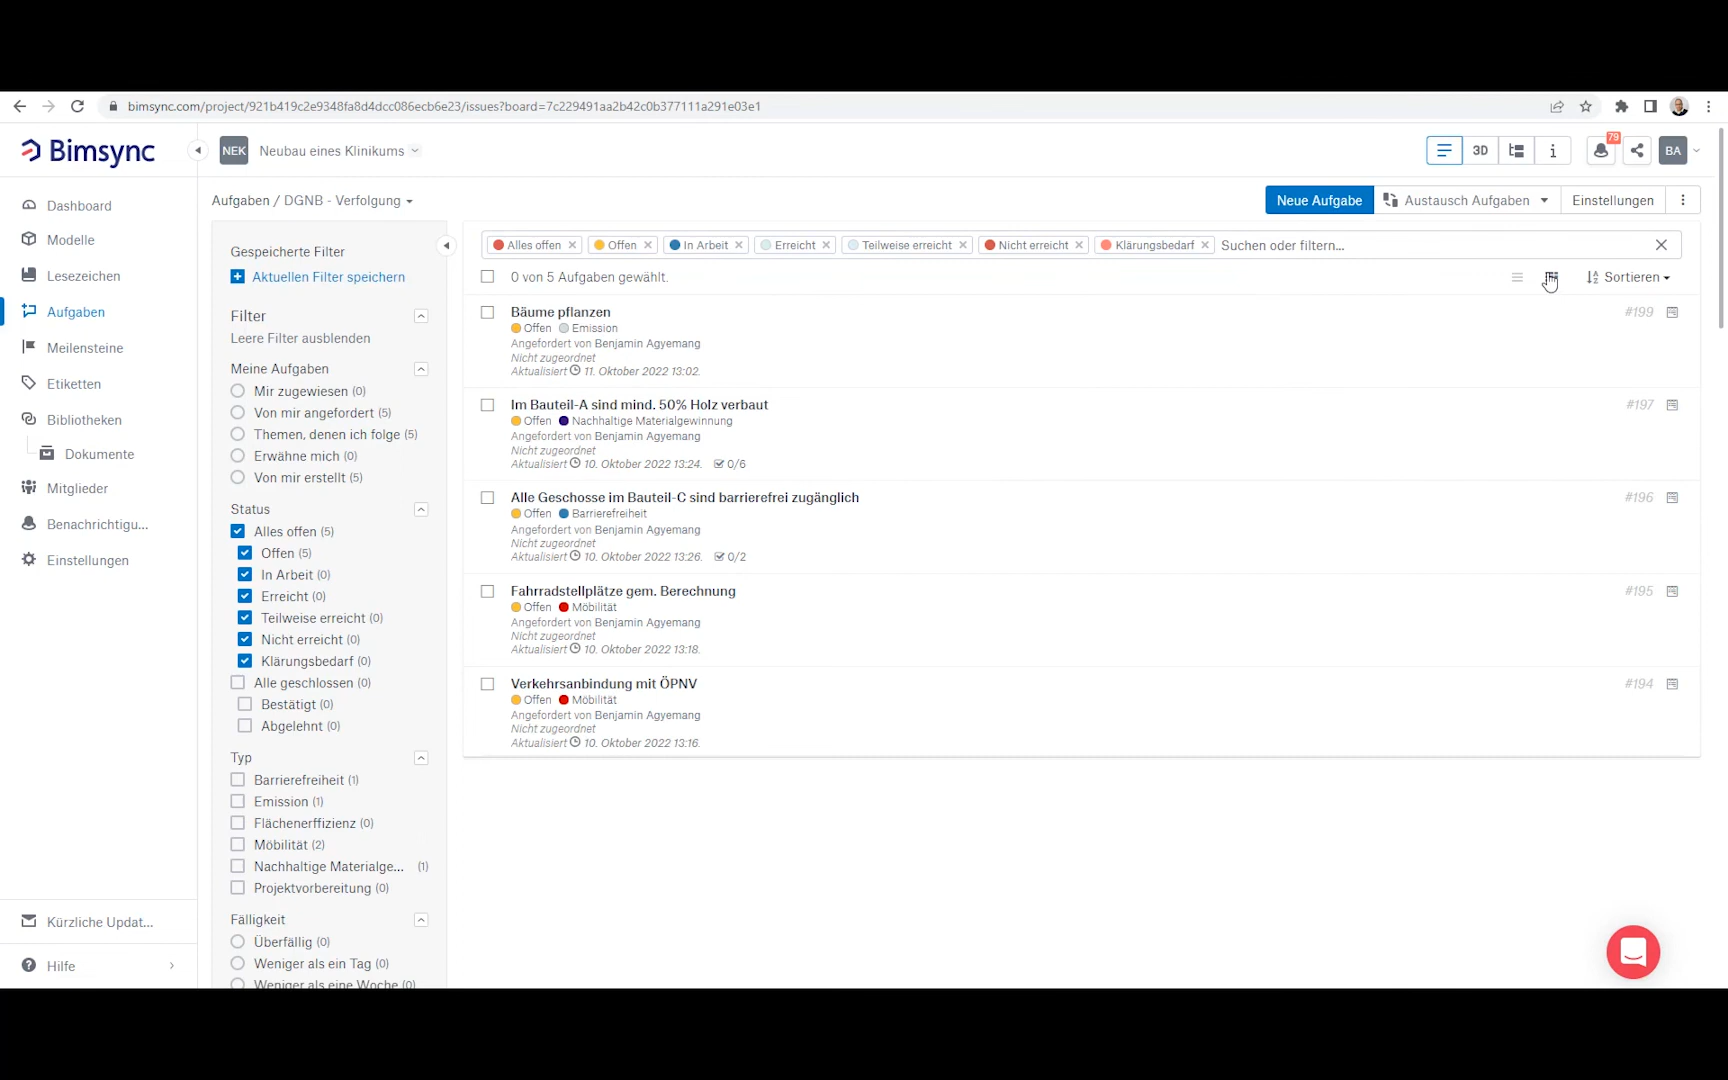 bimsync.com/project/921b419c2e9348fa8d4dcc086ecb6e23/issues?board=7c229491aa2b42c0b377111a291e03e1
Bimsync
NEK Neubau eines Klinikums
3D
79
BA
Dashboard
Modelle
Lesezeichen
Aufgaben
Meilensteine
Etiketten
Bibliotheken
Dokumente
Mitglieder
Benachrichtigu...
Einstellungen
Kürzliche Updat...
Hilfe
Aufgaben / DGNB - Verfolgung
Neue Aufgabe
Austausch Aufgaben
Einstellungen
Gespeicherte Filter
Aktuellen Filter speichern
Filter
Leere Filter ausblenden
Meine Aufgaben
Mir zugewiesen (0)
Von mir angefordert (5)
Themen, denen ich folge (5)
Erwähne mich (0)
Von mir erstellt (5)
Status
Alles offen (5)
Offen (5)
In Arbeit (0)
Erreicht (0)
Teilweise erreicht (0)
Nicht erreicht (0)
Klärungsbedarf (0)
Alle geschlossen (0)
Bestätigt (0)
Abgelehnt (0)
Typ
Barrierefreiheit (1)
Emission (1)
Flächenerffizienz (0)
Möbilität (2)
Nachhaltige Materialge... (1)
Projektvorbereitung (0)
Fälligkeit
Überfällig (0)
Weniger als ein Tag (0)
Weniger als eine Woche (0)
Alles offen Offen In Arbeit Erreicht Teilweise erreicht Nicht erreicht Klärungsbedarf Suchen oder filtern...
0 von 5 Aufgaben gewählt.
Sortieren
Bäume pflanzen #199
Offen Emission
Angefordert von Benjamin Agyemang
Nicht zugeordnet
Aktualisiert 11. Oktober 2022 13:02.
Im Bauteil-A sind mind. 50% Holz verbaut #197
Offen Nachhaltige Materialgewinnung
Angefordert von Benjamin Agyemang
Nicht zugeordnet
Aktualisiert 10. Oktober 2022 13:24. 0/6
Alle Geschosse im Bauteil-C sind barrierefrei zugänglich #196
Offen Barrierefreiheit
Angefordert von Benjamin Agyemang
Nicht zugeordnet
Aktualisiert 10. Oktober 2022 13:26. 0/2
Fahrradstellplätze gem. Berechnung #195
Offen Möbilität
Angefordert von Benjamin Agyemang
Nicht zugeordnet
Aktualisiert 10. Oktober 2022 13:18.
Verkehrsanbindung mit ÖPNV #194
Offen Möbilität
Angefordert von Benjamin Agyemang
Nicht zugeordnet
Aktualisiert 10. Oktober 2022 13:16.